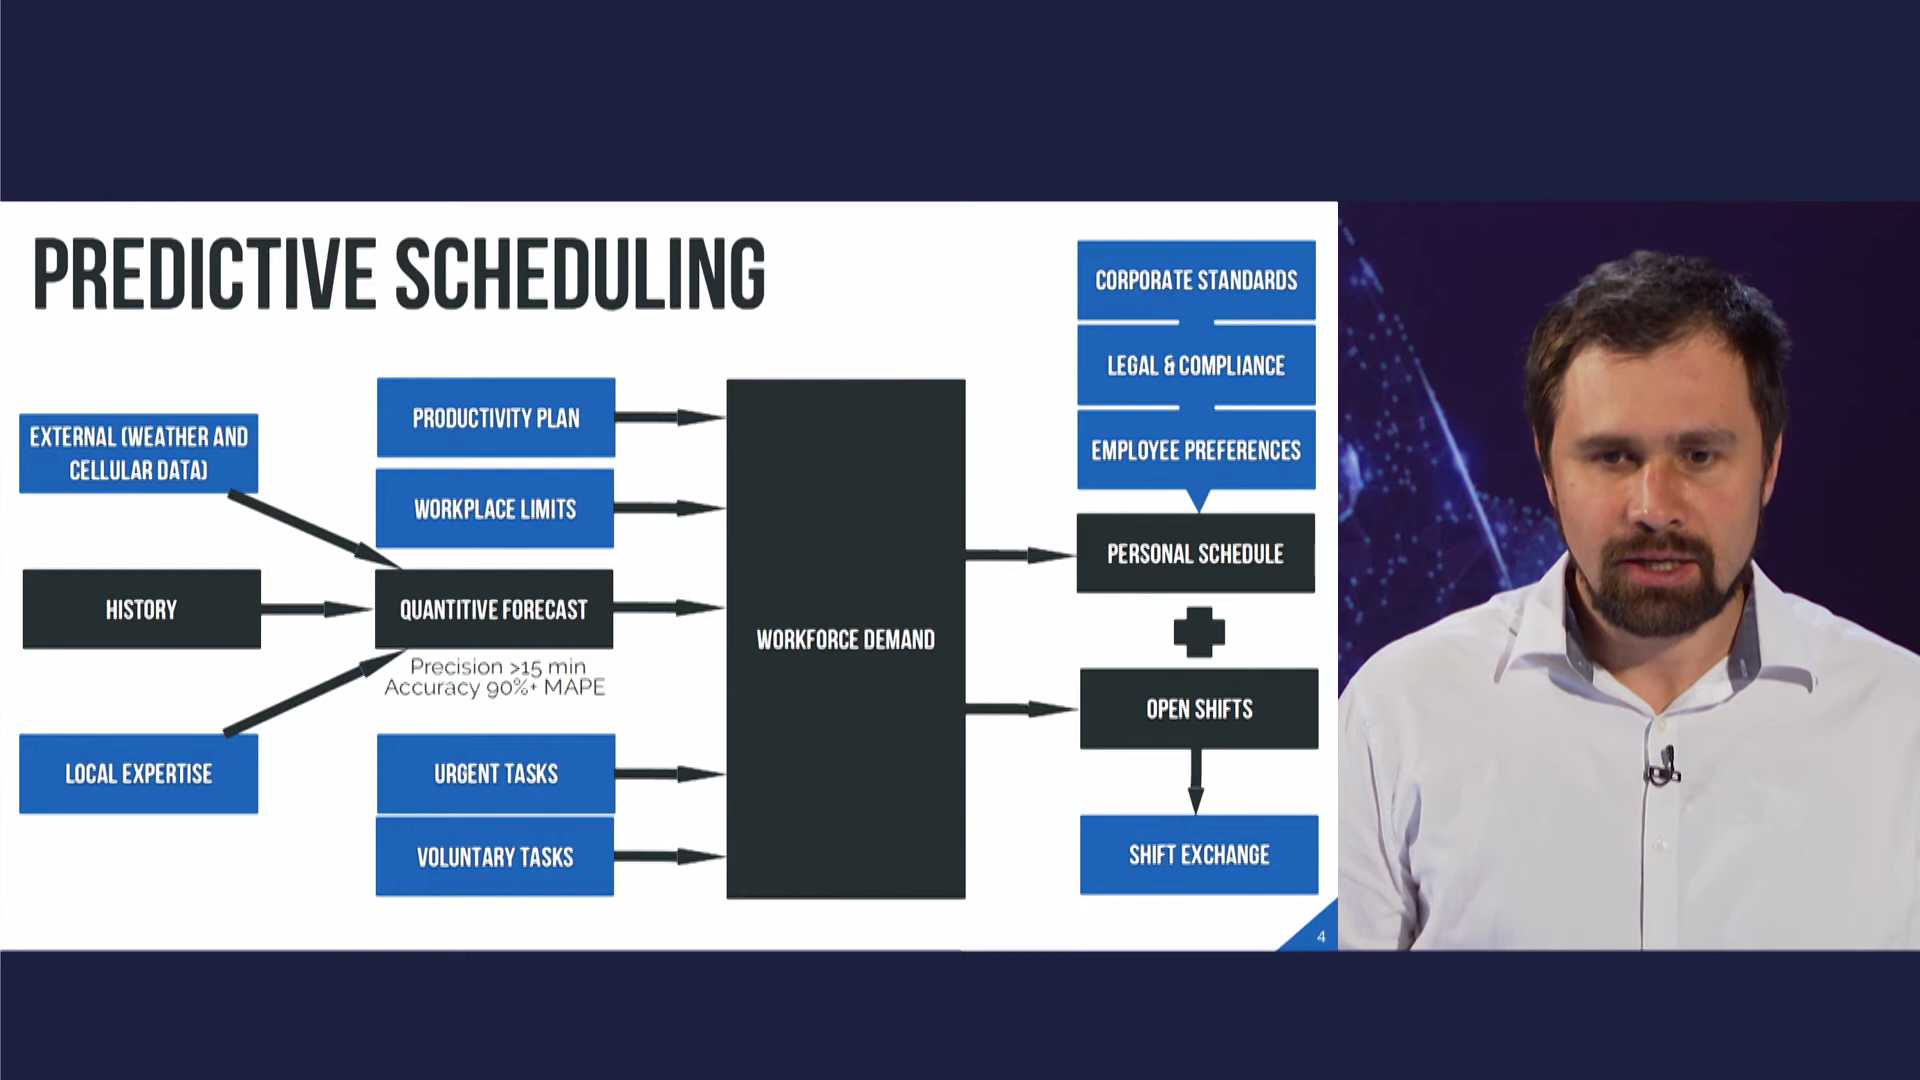 PREDICTIVE SCHEDULING
EXTERNAL (WEATHER AND
CELLULAR DATA)
HISTORY
LOCAL EXPERTISE
PRODUCTIVITY PLAN
WORKPLACE LIMITS
QUANTITIVE FORECAST
Precision >15 min
Accuracy 90%+ MAPE
URGENT TASKS
VOLUNTARY TASKS
WORKFORCE DEMAND
CORPORATE STANDARDS
LEGAL & COMPLIANCE
EMPLOYEE PREFERENCES
PERSONAL SCHEDULE
OPEN SHIFTS
SHIFT EXCHANGE
4